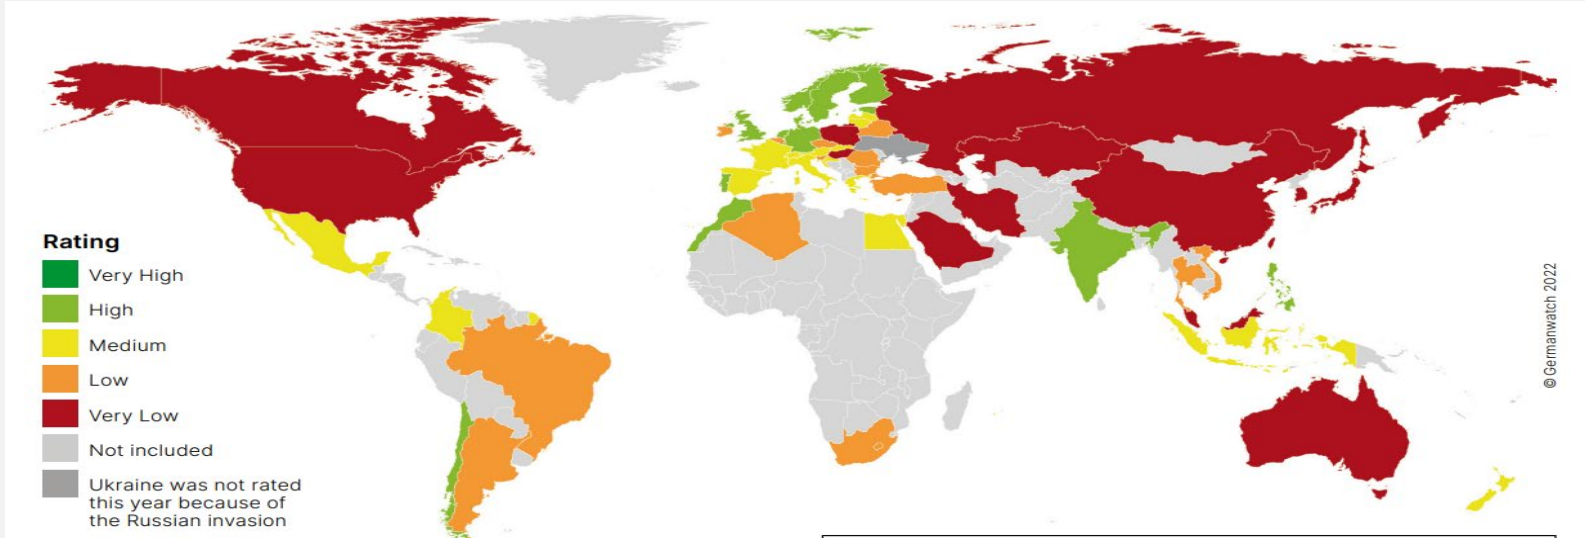 Rating
Very High
High
Medium
Low
Very Low
Not included
Ukraine was not rated
this year because of
the Russian invasion
© Germanwatch 2022